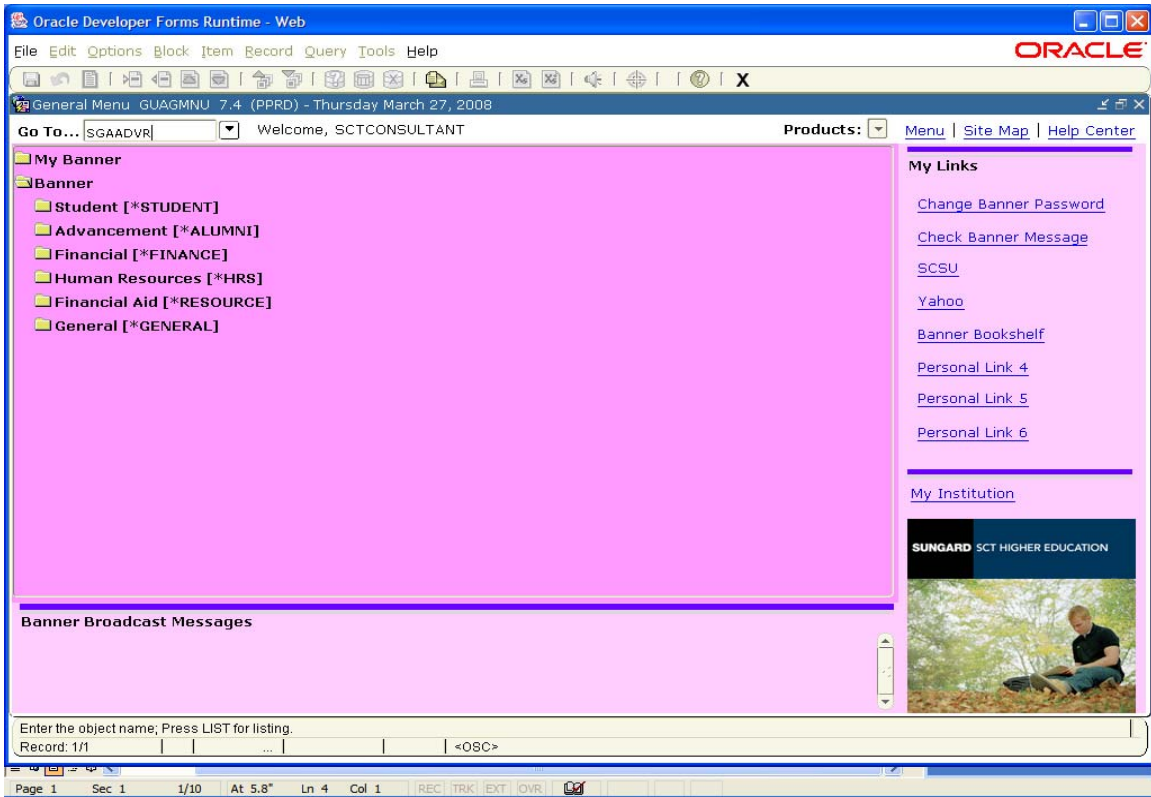 Oracle Developer Forms Runtime - Web
File Edit Options Block Item Record Query Tools Help
ORACLE
X
General Menu GUAGMNU 7.4 (PPRD) - Thursday March 27, 2008
Go To... SGAADVR Welcome, SCTCONSULTANT Products: Menu | Site Map | Help Center
My Banner
Banner
Student [*STUDENT]
Advancement [*ALUMNI]
Financial [*FINANCE]
Human Resources [*HRS]
Financial Aid [*RESOURCE]
General [*GENERAL]
My Links
Change Banner Password
Check Banner Message
SCSU
Yahoo
Banner Bookshelf
Personal Link 4
Personal Link 5
Personal Link 6
My Institution
SUNGARD SCT HIGHER EDUCATION
Banner Broadcast Messages
Enter the object name; Press LIST for listing.
Record: 1/1 ... <OSC>
Page 1 Sec 1 1/10 At 5.8" Ln 4 Col 1 REC TRK EXT OVR